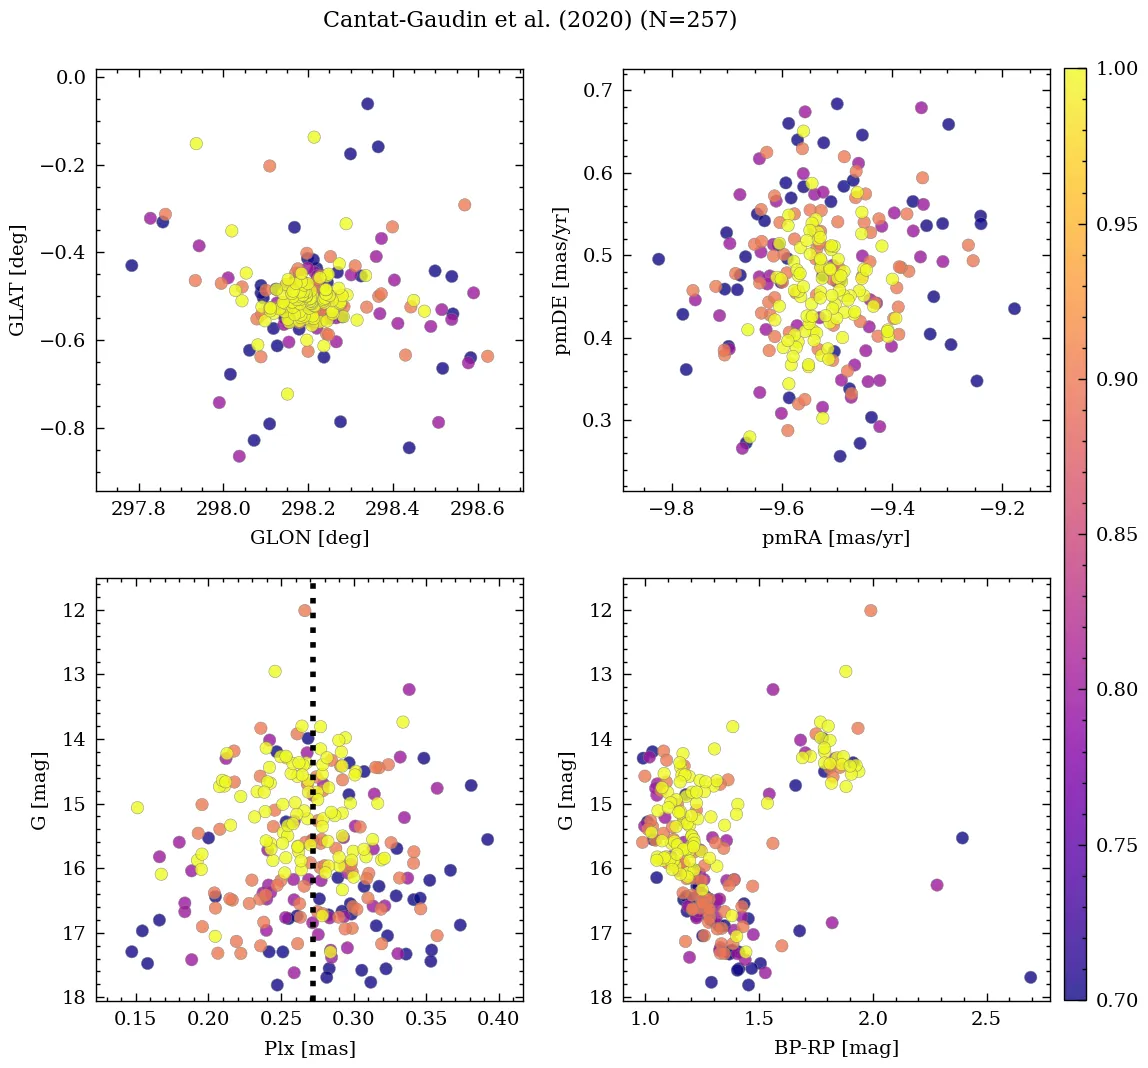 Cantat-Gaudin et al. (2020) (N=257)
0.0
−0.2
−0.4
−0.6
−0.8
GLAT [deg]
297.8 298.0 298.2 298.4 298.6
GLON [deg]
0.7
0.6
0.5
0.4
0.3
pmDE [mas/yr]
−9.8 −9.6 −9.4 −9.2
pmRA [mas/yr]
1.00
0.95
0.90
0.85
0.80
0.75
0.70
12
13
14
15
16
17
18
G [mag]
0.15 0.20 0.25 0.30 0.35 0.40
Plx [mas]
12
13
14
15
16
17
18
G [mag]
1.0 1.5 2.0 2.5
BP-RP [mag]